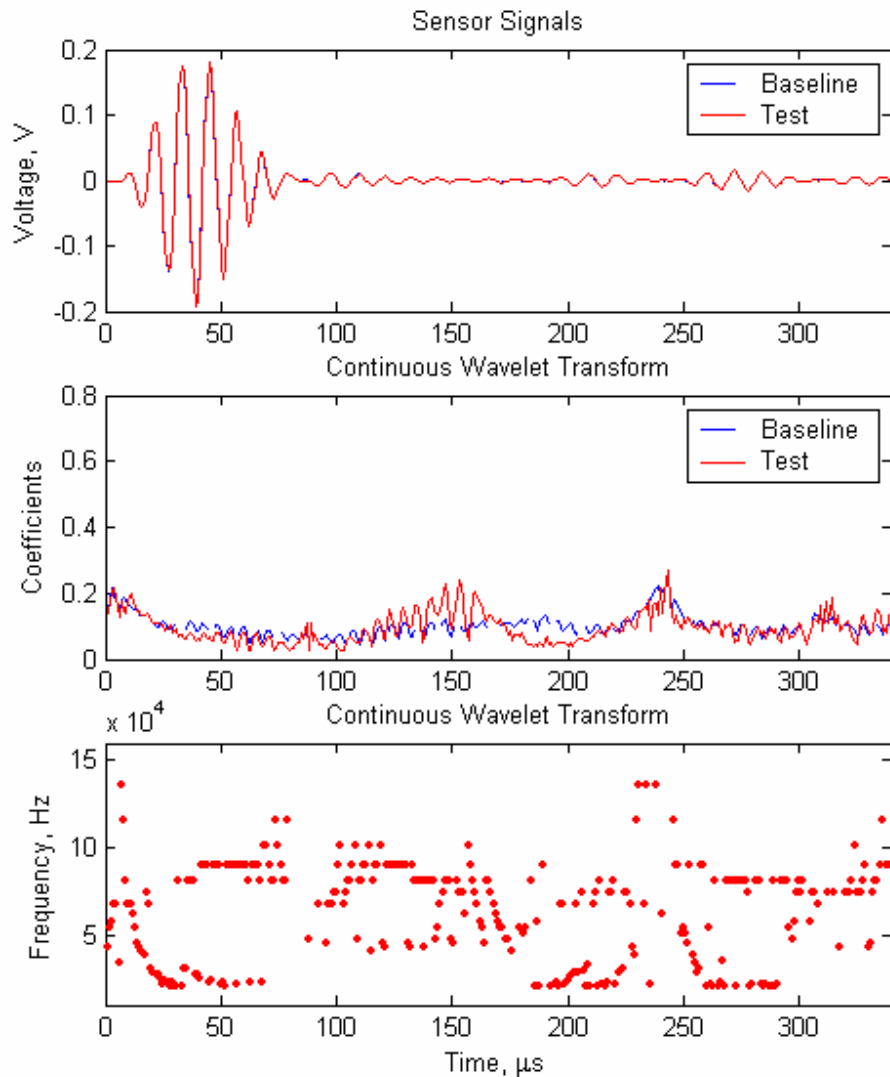 Sensor Signals
0.2
0.1
0
-0.1
-0.2
Voltage, V
Baseline
Test
0 50 100 150 200 250 300
Continuous Wavelet Transform
0.8
0.6
0.4
0.2
0
Coefficients
Baseline
Test
0 50 100 150 200 250 300
x 10^4
Continuous Wavelet Transform
15
10
5
Frequency, Hz
0 50 100 150 200 250 300
Time, μs